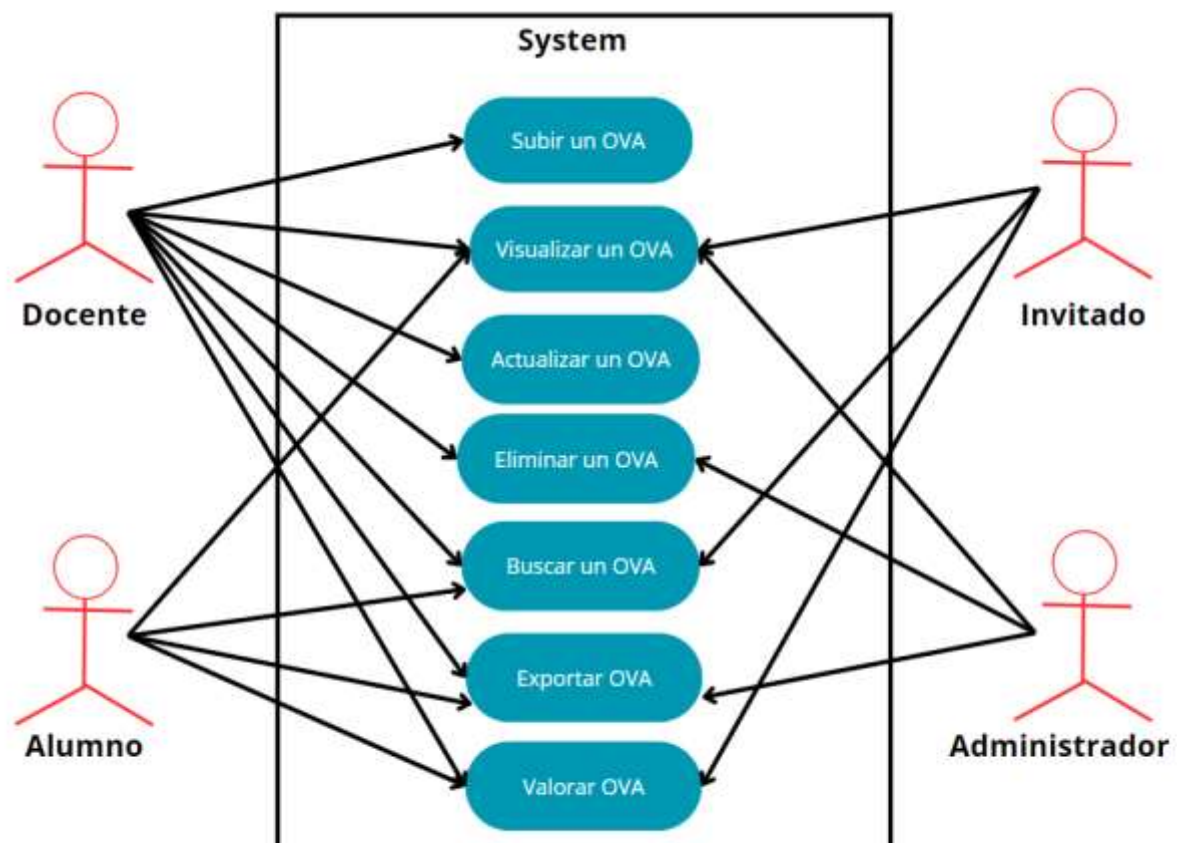 System
Subir un OVA
Visualizar un OVA
Docente
Invitado
Actualizar un OVA
Eliminar un OVA
Buscar un OVA
Exportar OVA
Alumno
Administrador
Valorar OVA